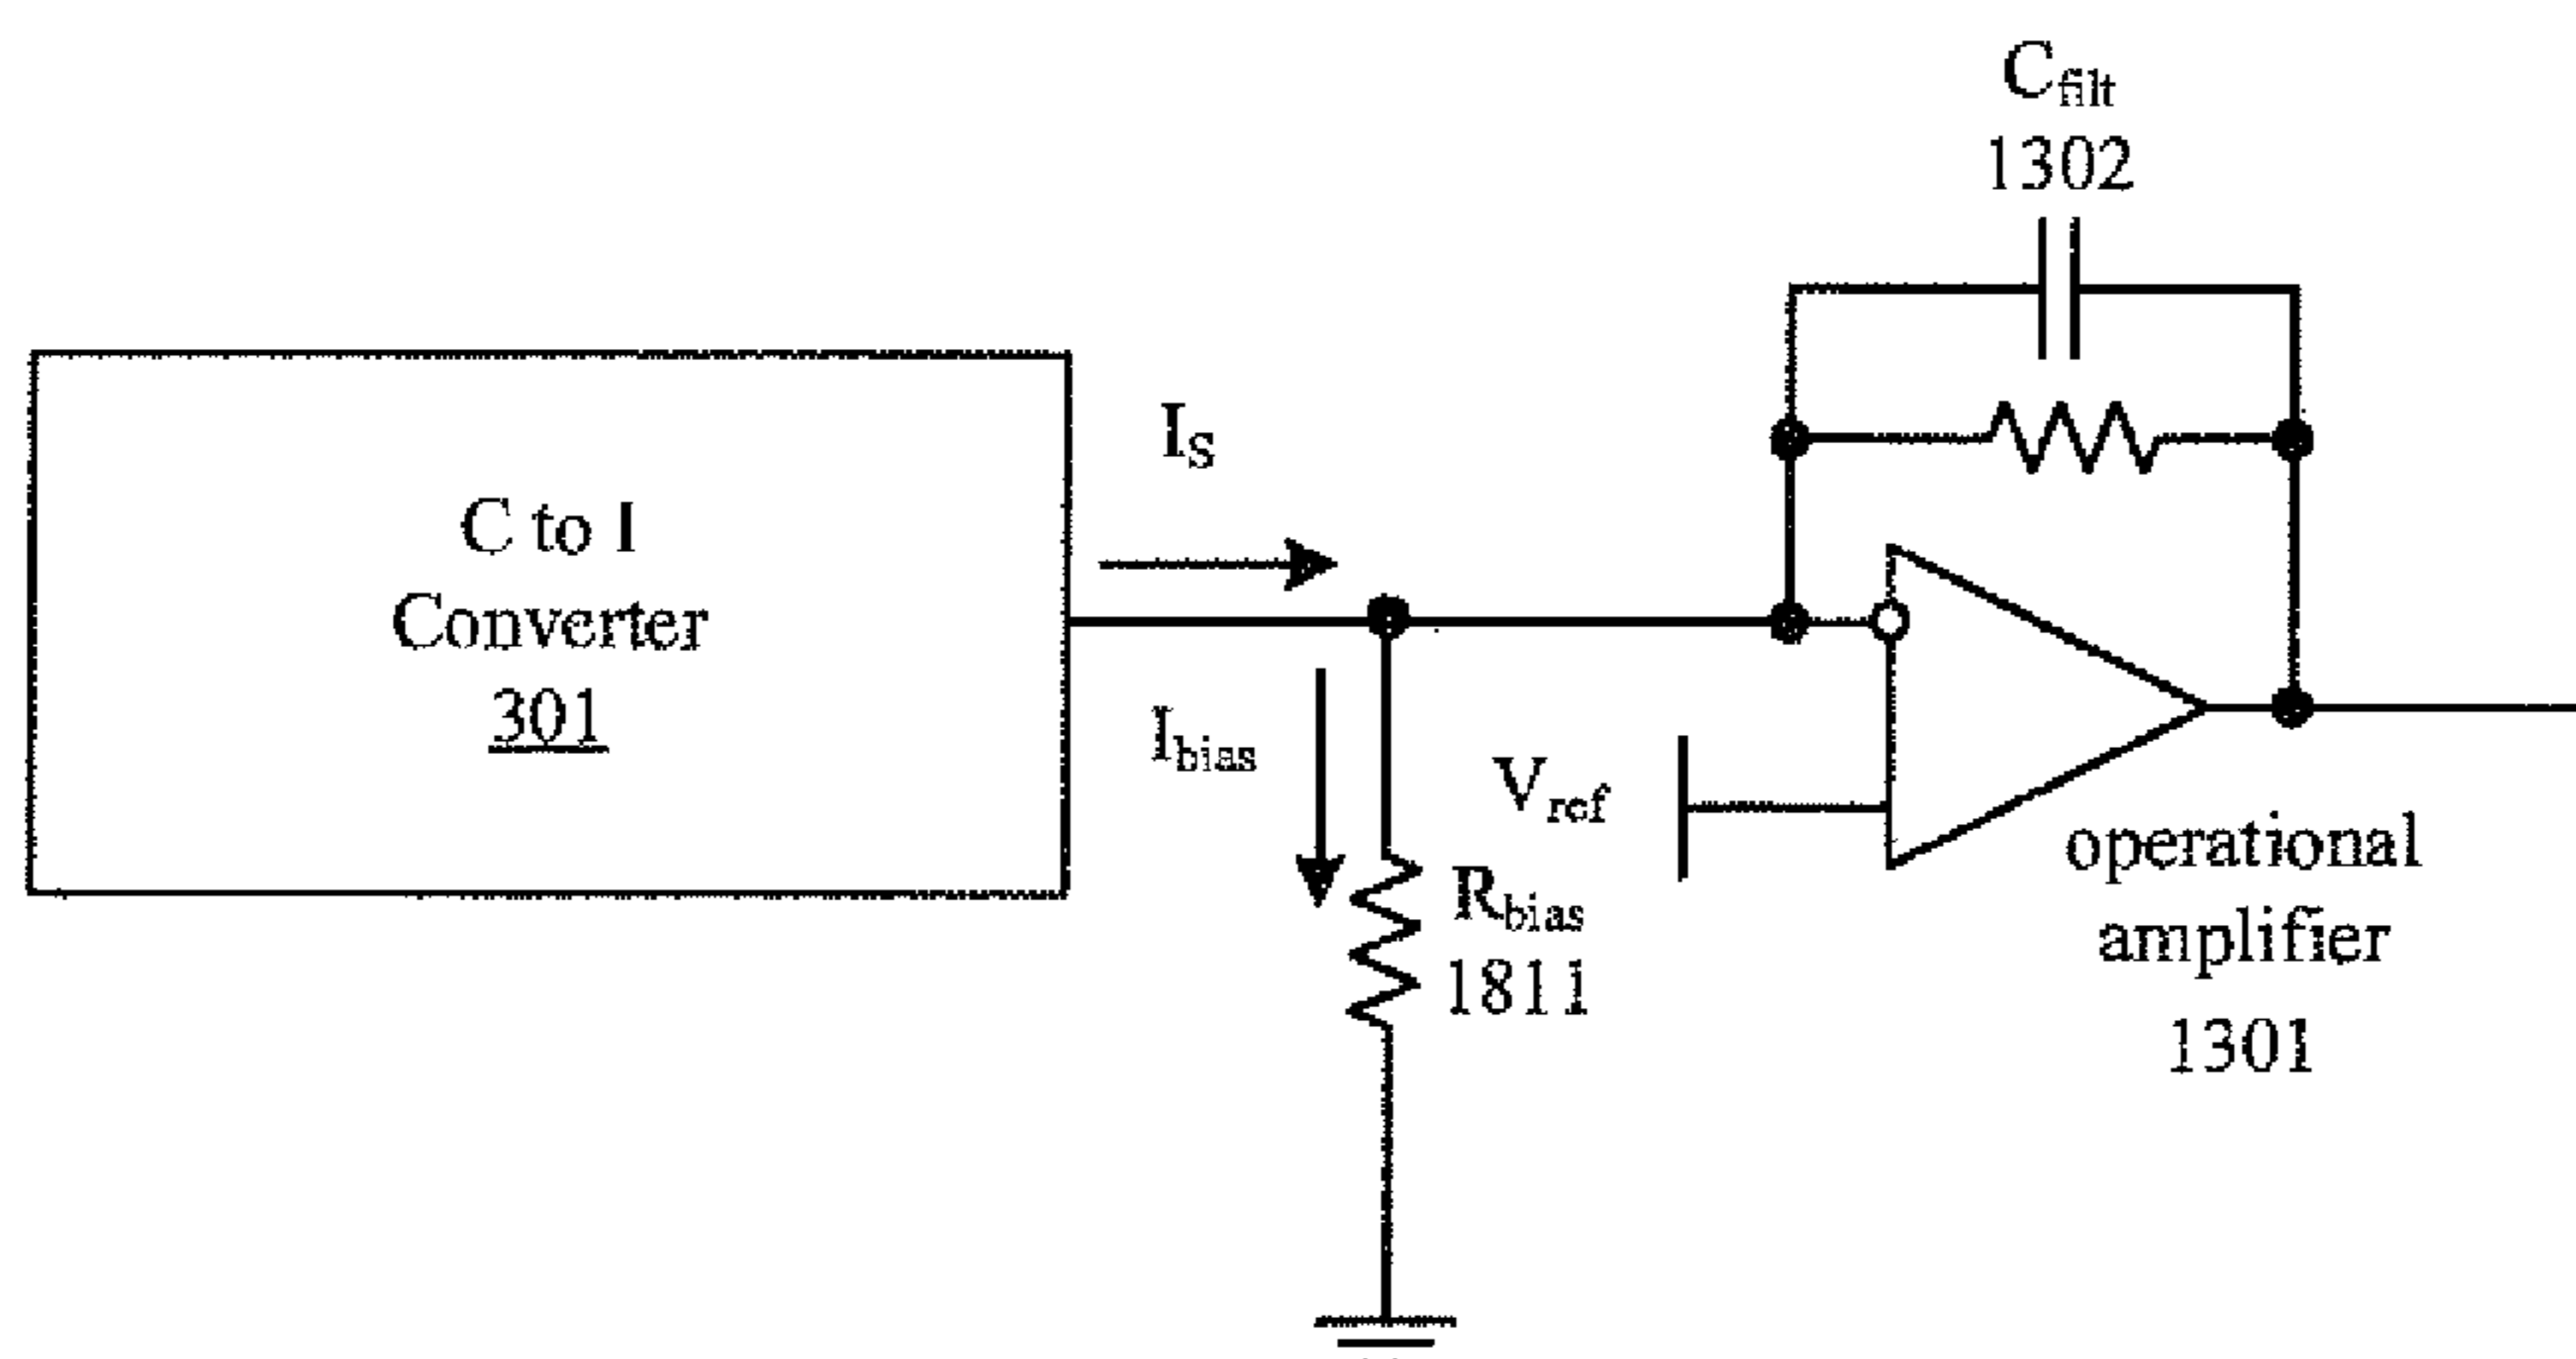 C_filt
1302
I_S
C to I
Converter
301
I_bias
V_ref
R_bias
1811
operational
amplifier
1301